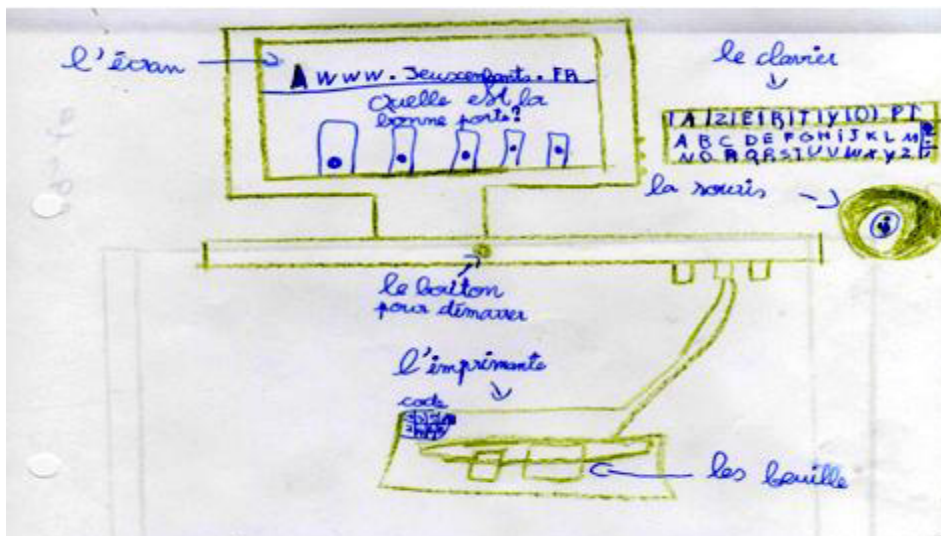 l'écran
www.Jeuxenfants.FR
Quelle est la
bonne porte?
le clavier
A Z E R T Y O P
A B C D E F G H i J K L M
N O P Q R S T U V W x y z
la souris
le boúton
pour démarrer
l'imprimante
code
les feuille